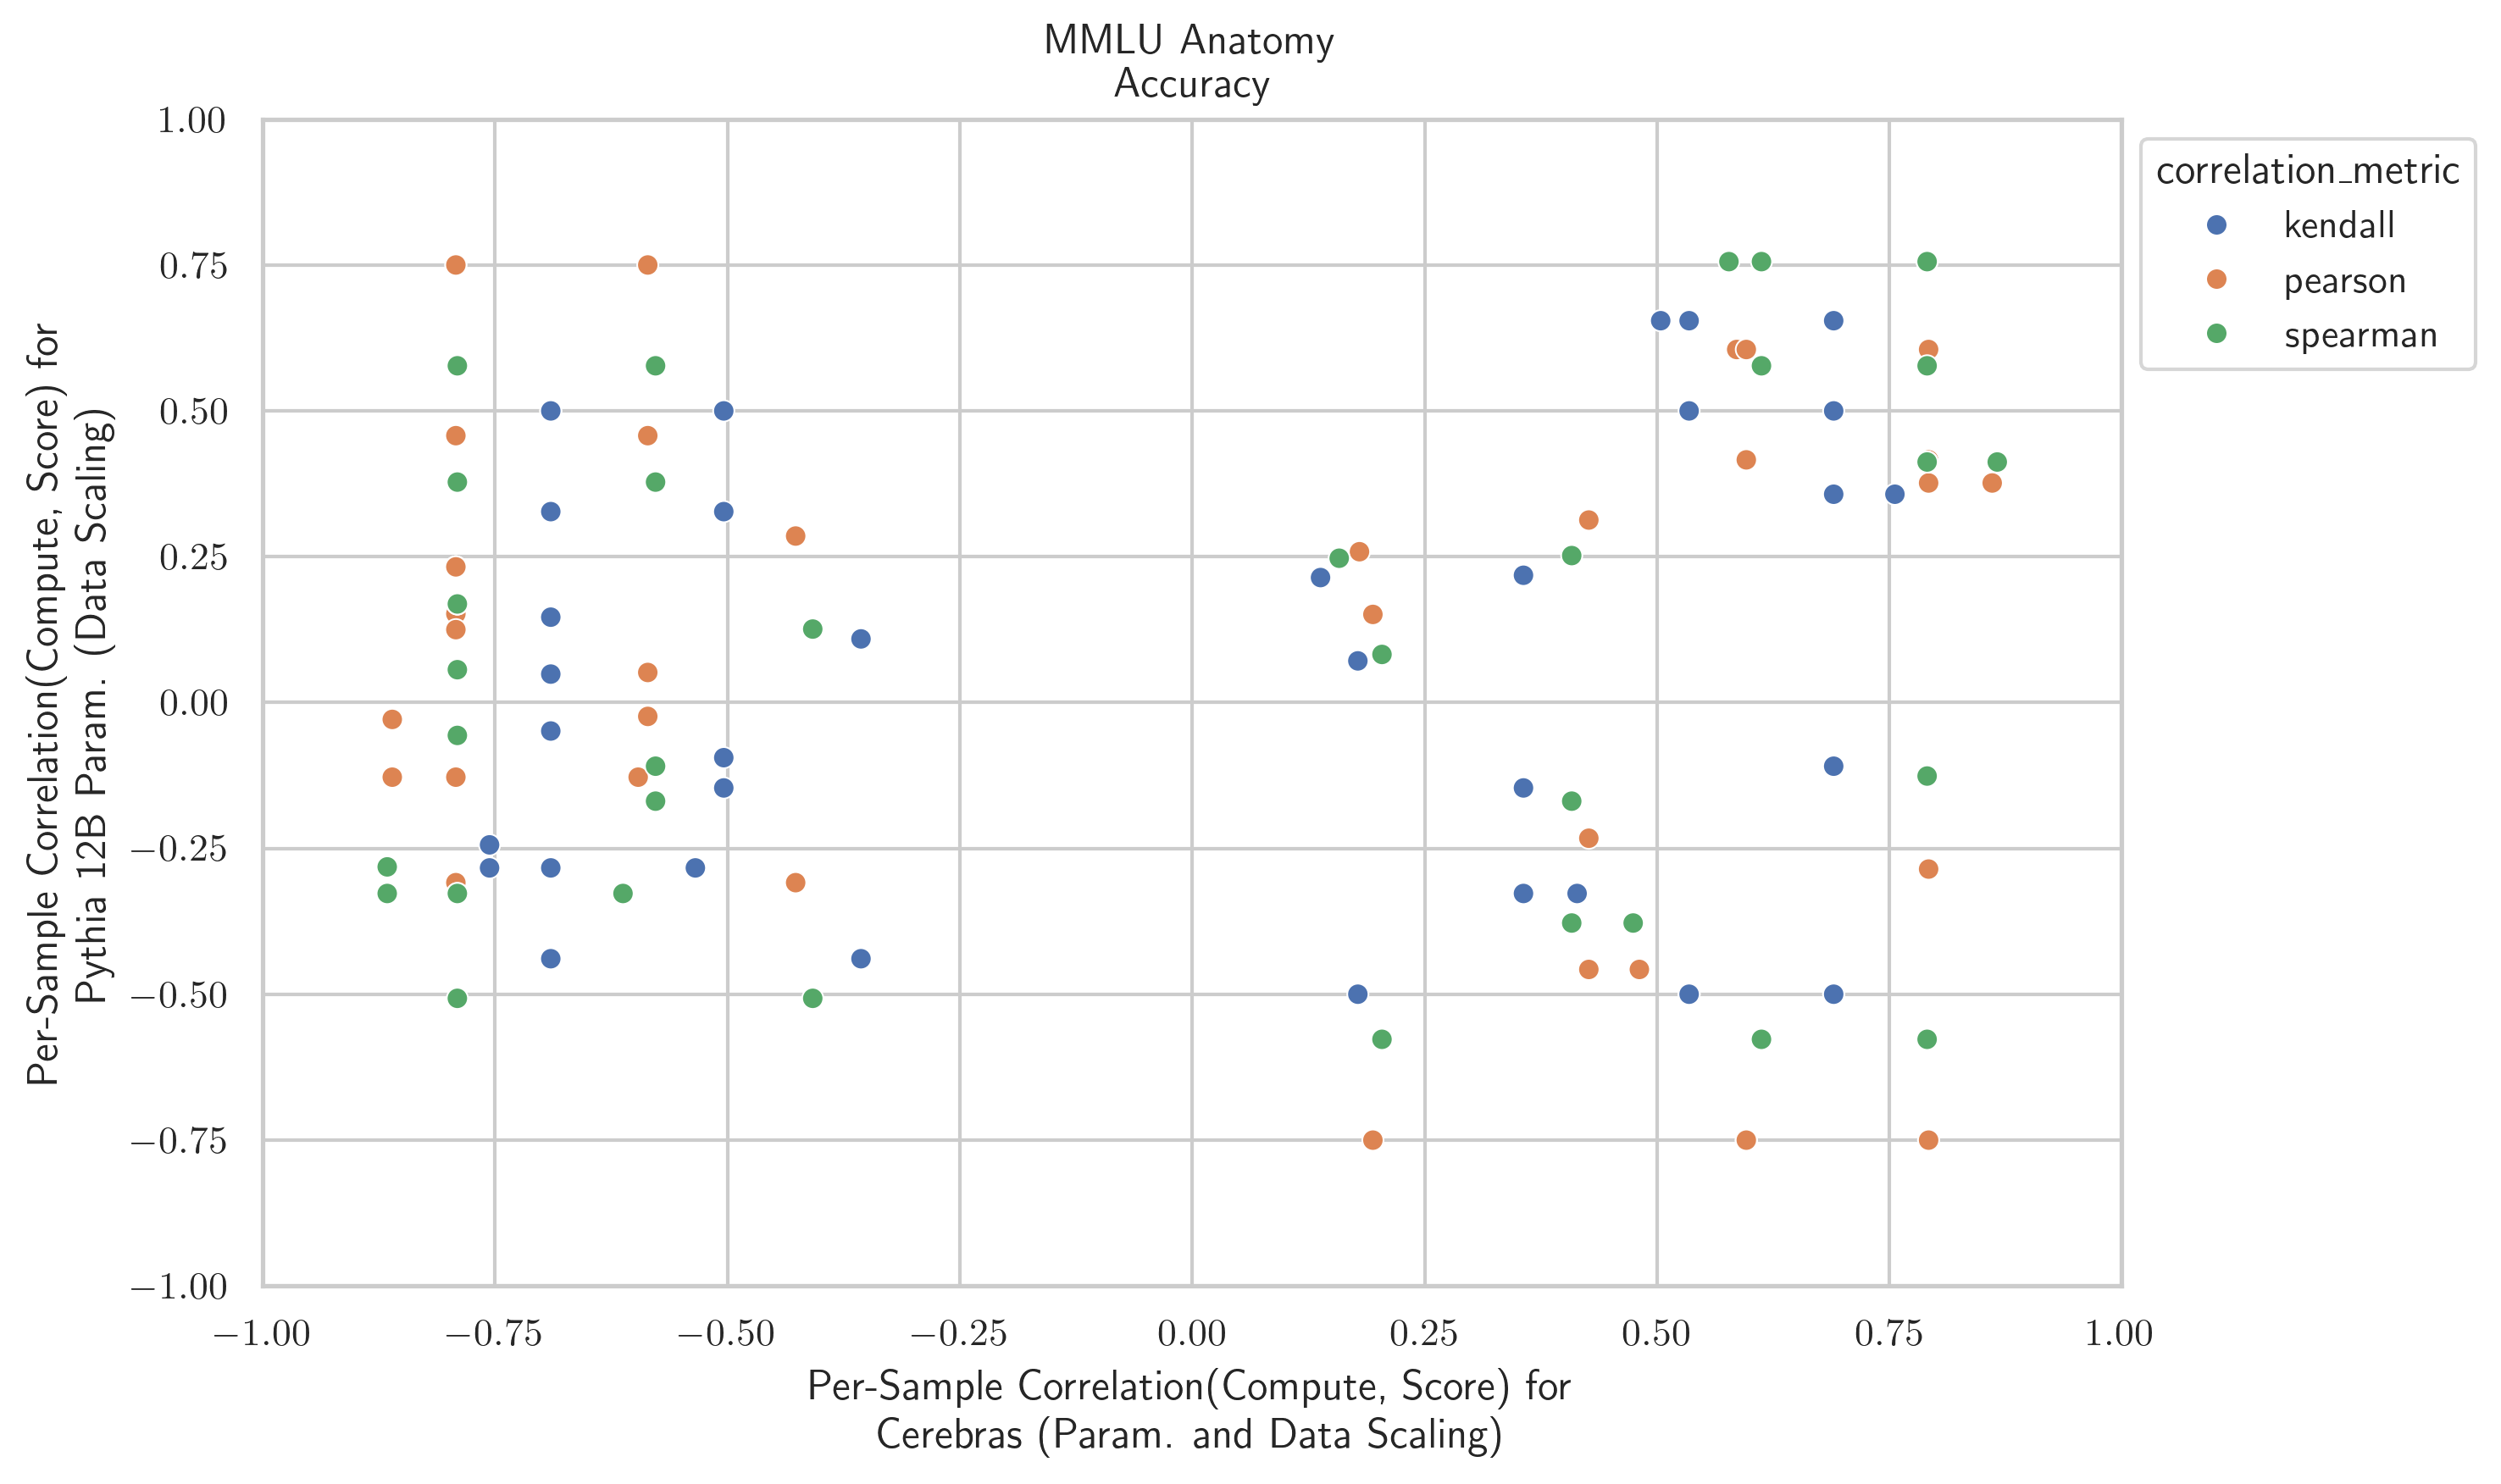 MMLU Anatomy
Accuracy
Per-Sample Correlation(Compute, Score) for
Pythia 12B Param. (Data Scaling)
1.00
0.75
0.50
0.25
0.00
−0.25
−0.50
−0.75
−1.00
−1.00 −0.75 −0.50 −0.25 0.00 0.25 0.50 0.75 1.00
Per-Sample Correlation(Compute, Score) for
Cerebras (Param. and Data Scaling)
correlation_metric
kendall
pearson
spearman